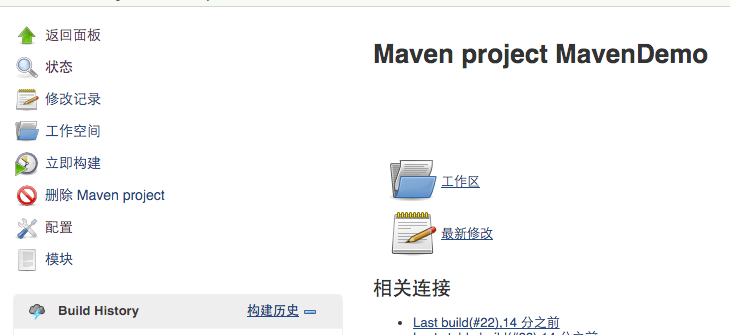 返回面板
状态
修改记录
工作空间
立即构建
删除 Maven project
配置
模块
Build History 构建历史
Maven project MavenDemo
工作区
最新修改
相关连接
Last build(#22),14 分之前